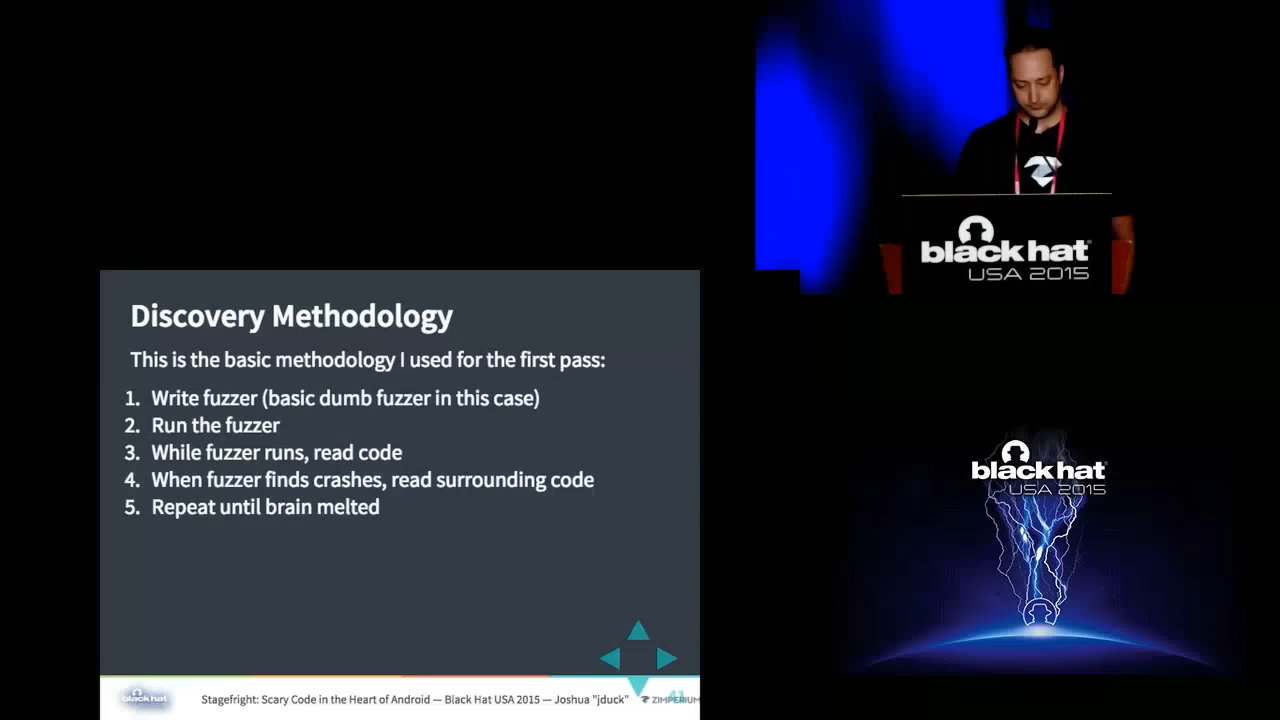 black hat
USA 2015
Discovery Methodology
This is the basic methodology I used for the first pass:
1. Write fuzzer (basic dumb fuzzer in this case)
2. Run the fuzzer
3. While fuzzer runs, read code
4. When fuzzer finds crashes, read surrounding code
5. Repeat until brain melted
black hat
USA 2015
black hat
Stagefright: Scary Code in the Heart of Android — Black Hat USA 2015 — Joshua "jduck"
ZIMPERIUM
41